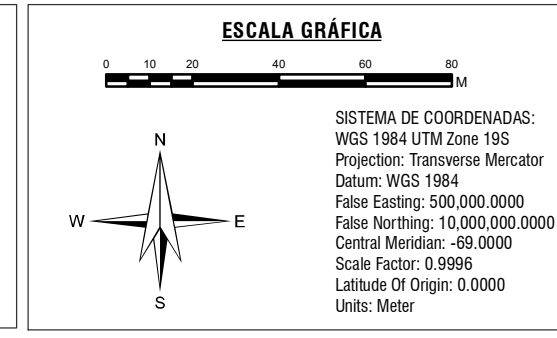 ESCALA GRÁFICA
0 10 20 40 60 80
M
SISTEMA DE COORDENADAS:
WGS 1984 UTM Zone 19S
Projection: Transverse Mercator
Datum: WGS 1984
False Easting: 500,000.0000
False Northing: 10,000,000.0000
Central Meridian: -69.0000
Scale Factor: 0.9996
Latitude Of Origin: 0.0000
Units: Meter
N
W E
S